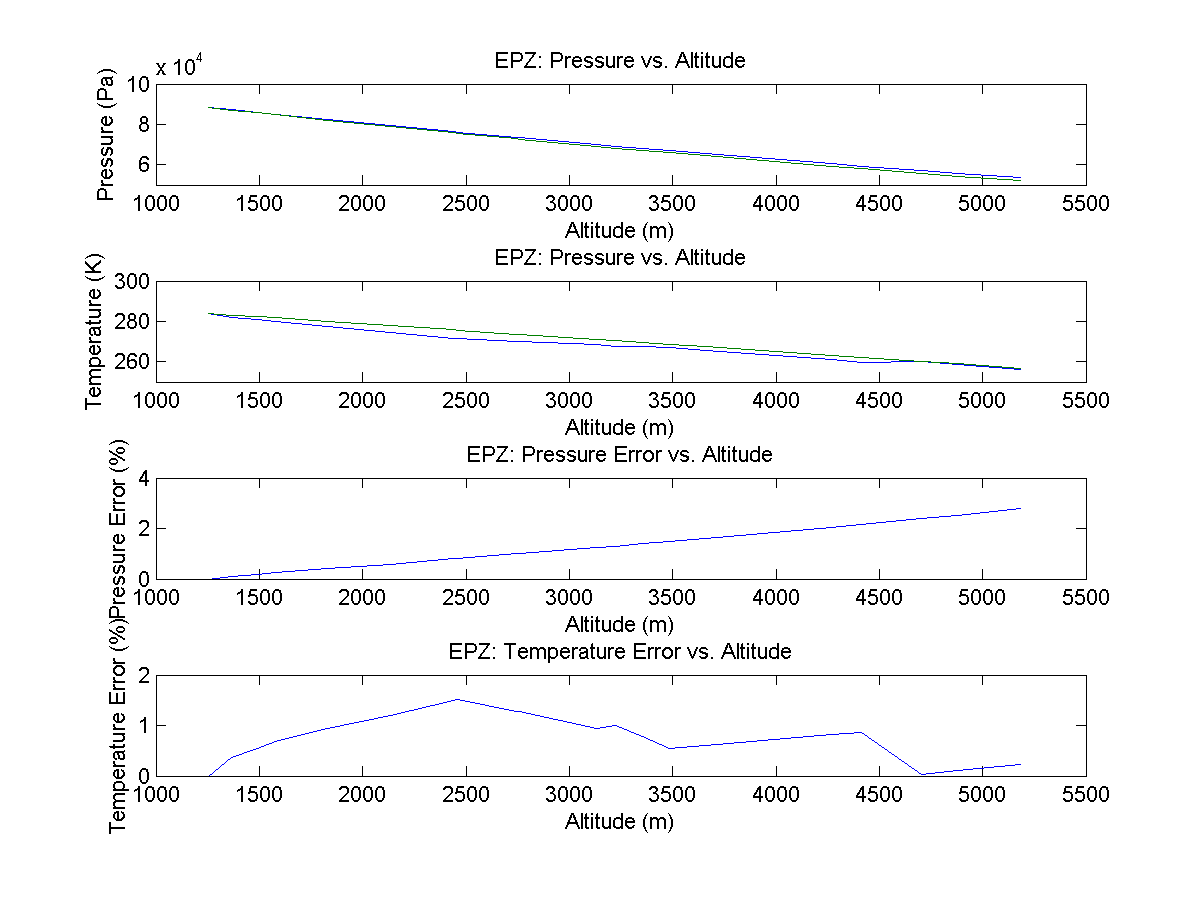 EPZ: Pressure vs. Altitude
x 10^4
Pressure (Pa)
10
8
6
1000 1500 2000 2500 3000 3500 4000 4500 5000 5500
Altitude (m)
EPZ: Pressure vs. Altitude
Temperature (K)
300
280
260
1000 1500 2000 2500 3000 3500 4000 4500 5000 5500
Altitude (m)
EPZ: Pressure Error vs. Altitude
Pressure Error (%)
4
2
0
1000 1500 2000 2500 3000 3500 4000 4500 5000 5500
Altitude (m)
EPZ: Temperature Error vs. Altitude
Temperature Error (%)
2
1
0
1000 1500 2000 2500 3000 3500 4000 4500 5000 5500
Altitude (m)